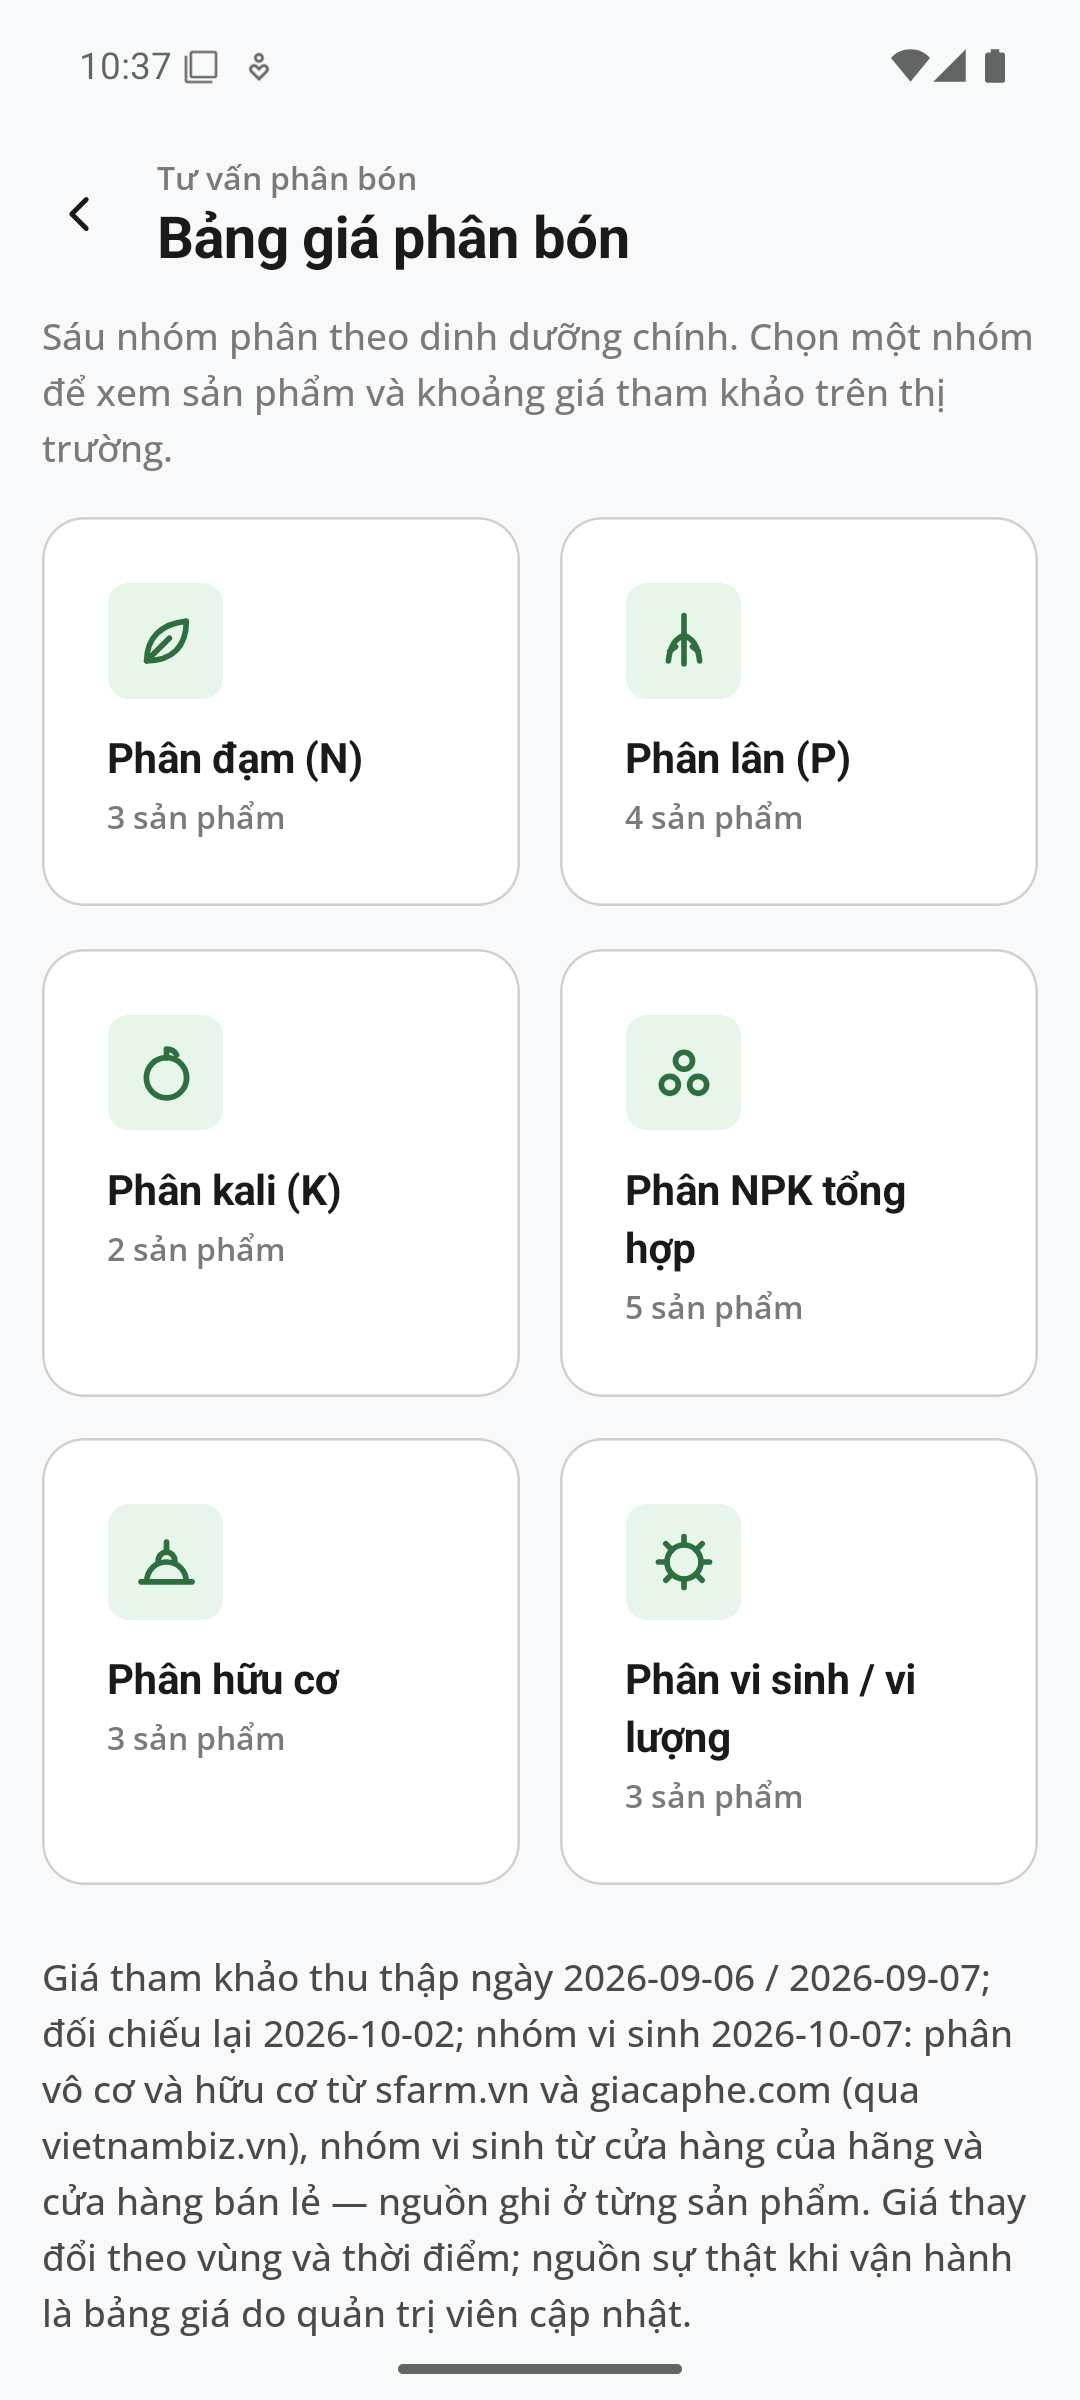 10:37
Tư vấn phân bón
Bảng giá phân bón
Sáu nhóm phân theo dinh dưỡng chính. Chọn một nhóm
để xem sản phẩm và khoảng giá tham khảo trên thị
trường.
Phân đạm (N)
3 sản phẩm
Phân lân (P)
4 sản phẩm
Phân kali (K)
2 sản phẩm
Phân NPK tổng
hợp
5 sản phẩm
Phân hữu cơ
3 sản phẩm
Phân vi sinh / vi
lượng
3 sản phẩm
Giá tham khảo thu thập ngày 2026-09-06 / 2026-09-07;
đối chiếu lại 2026-10-02; nhóm vi sinh 2026-10-07: phân
vô cơ và hữu cơ từ sfarm.vn và giacaphe.com (qua
vietnambiz.vn), nhóm vi sinh từ cửa hàng của hãng và
cửa hàng bán lẻ — nguồn ghi ở từng sản phẩm. Giá thay
đổi theo vùng và thời điểm; nguồn sự thật khi vận hành
là bảng giá do quản trị viên cập nhật.